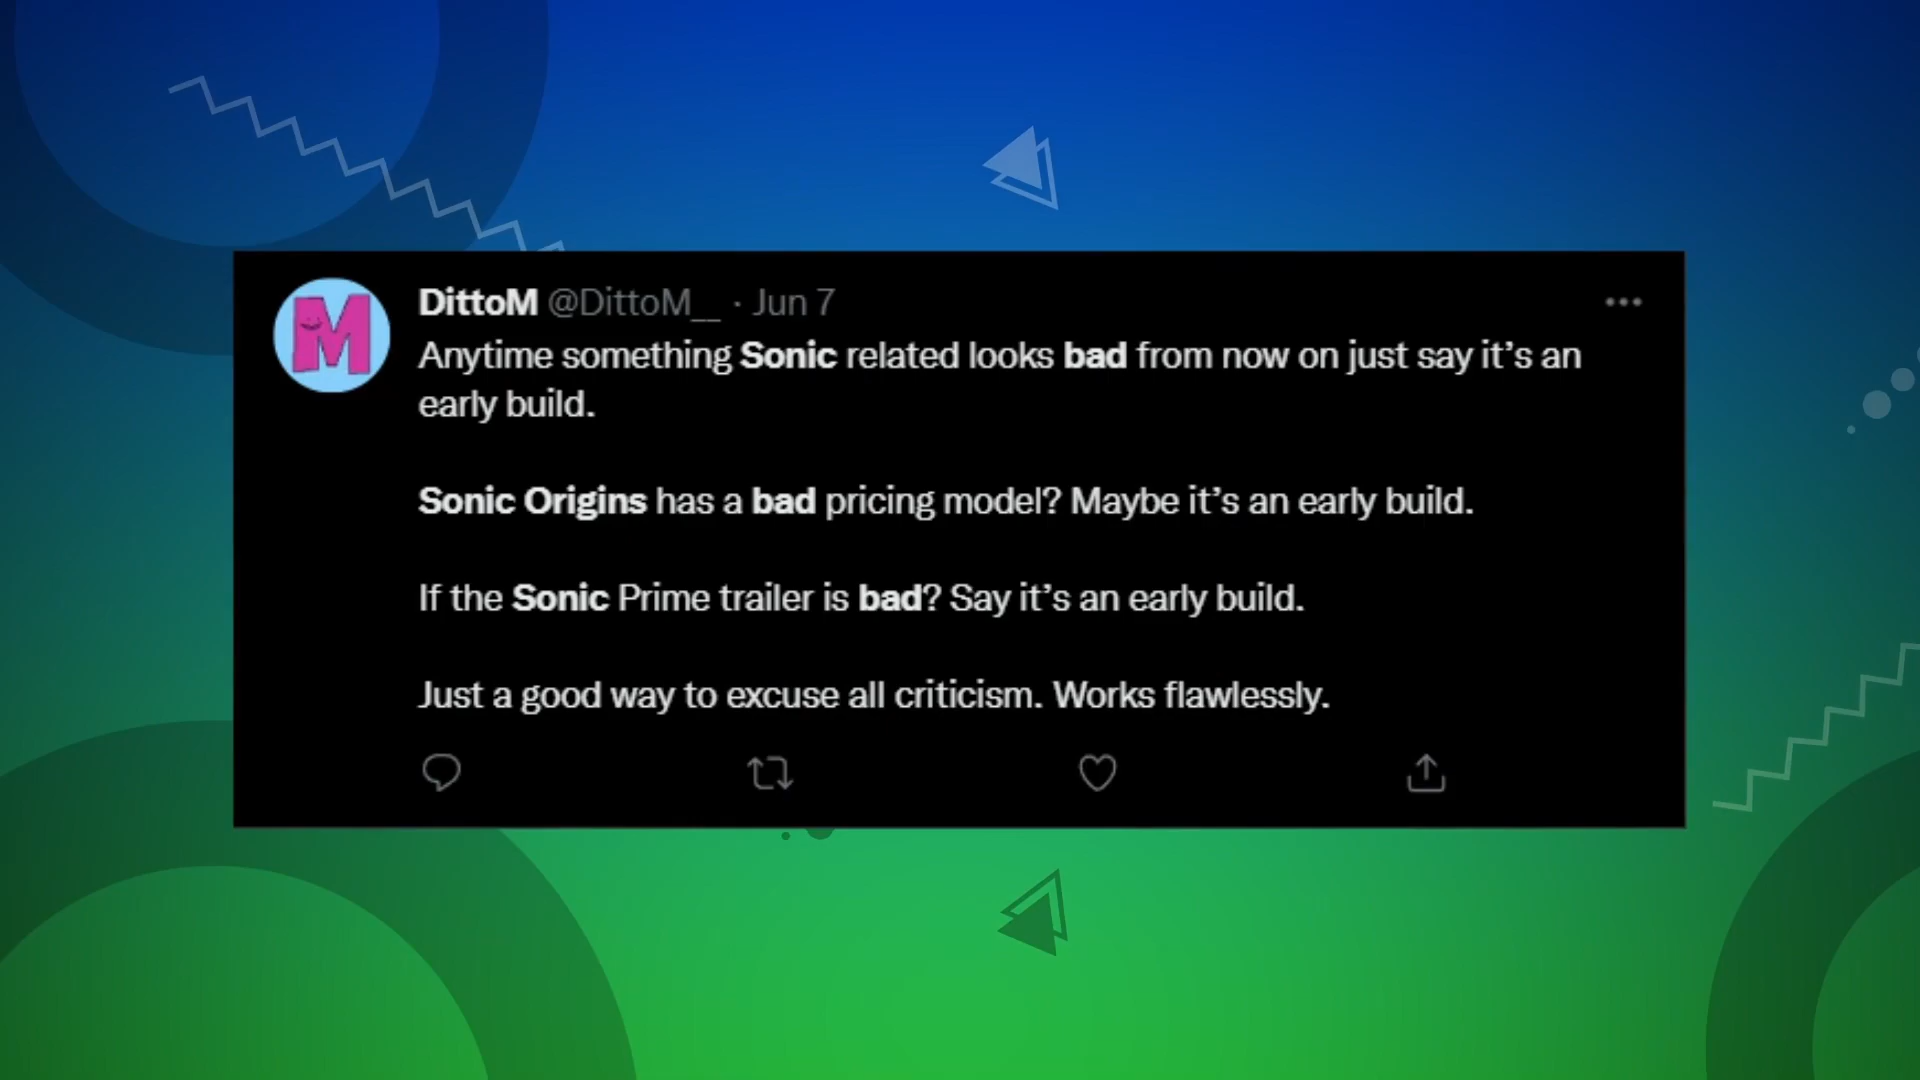 M
DittoM @DittoM__ · Jun 7
Anytime something Sonic related looks bad from now on just say it’s an
early build.
Sonic Origins has a bad pricing model? Maybe it’s an early build.
If the Sonic Prime trailer is bad? Say it’s an early build.
Just a good way to excuse all criticism. Works flawlessly.